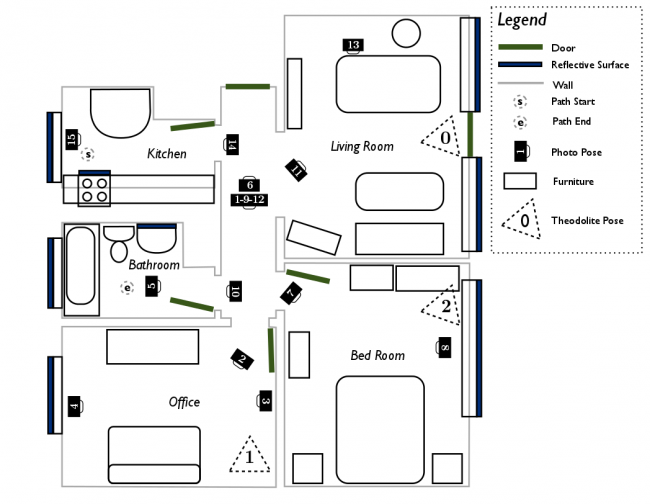 Legend
Door
Reflective Surface
Wall
s
Path Start
e
Path End
1
Photo Pose
Furniture
0
Theodolite Pose
13
15
s
Kitchen
14
Living Room
0
11
6
1-9-12
Bathroom
e
5
10
7
2
8
Bed Room
2
3
4
Office
1